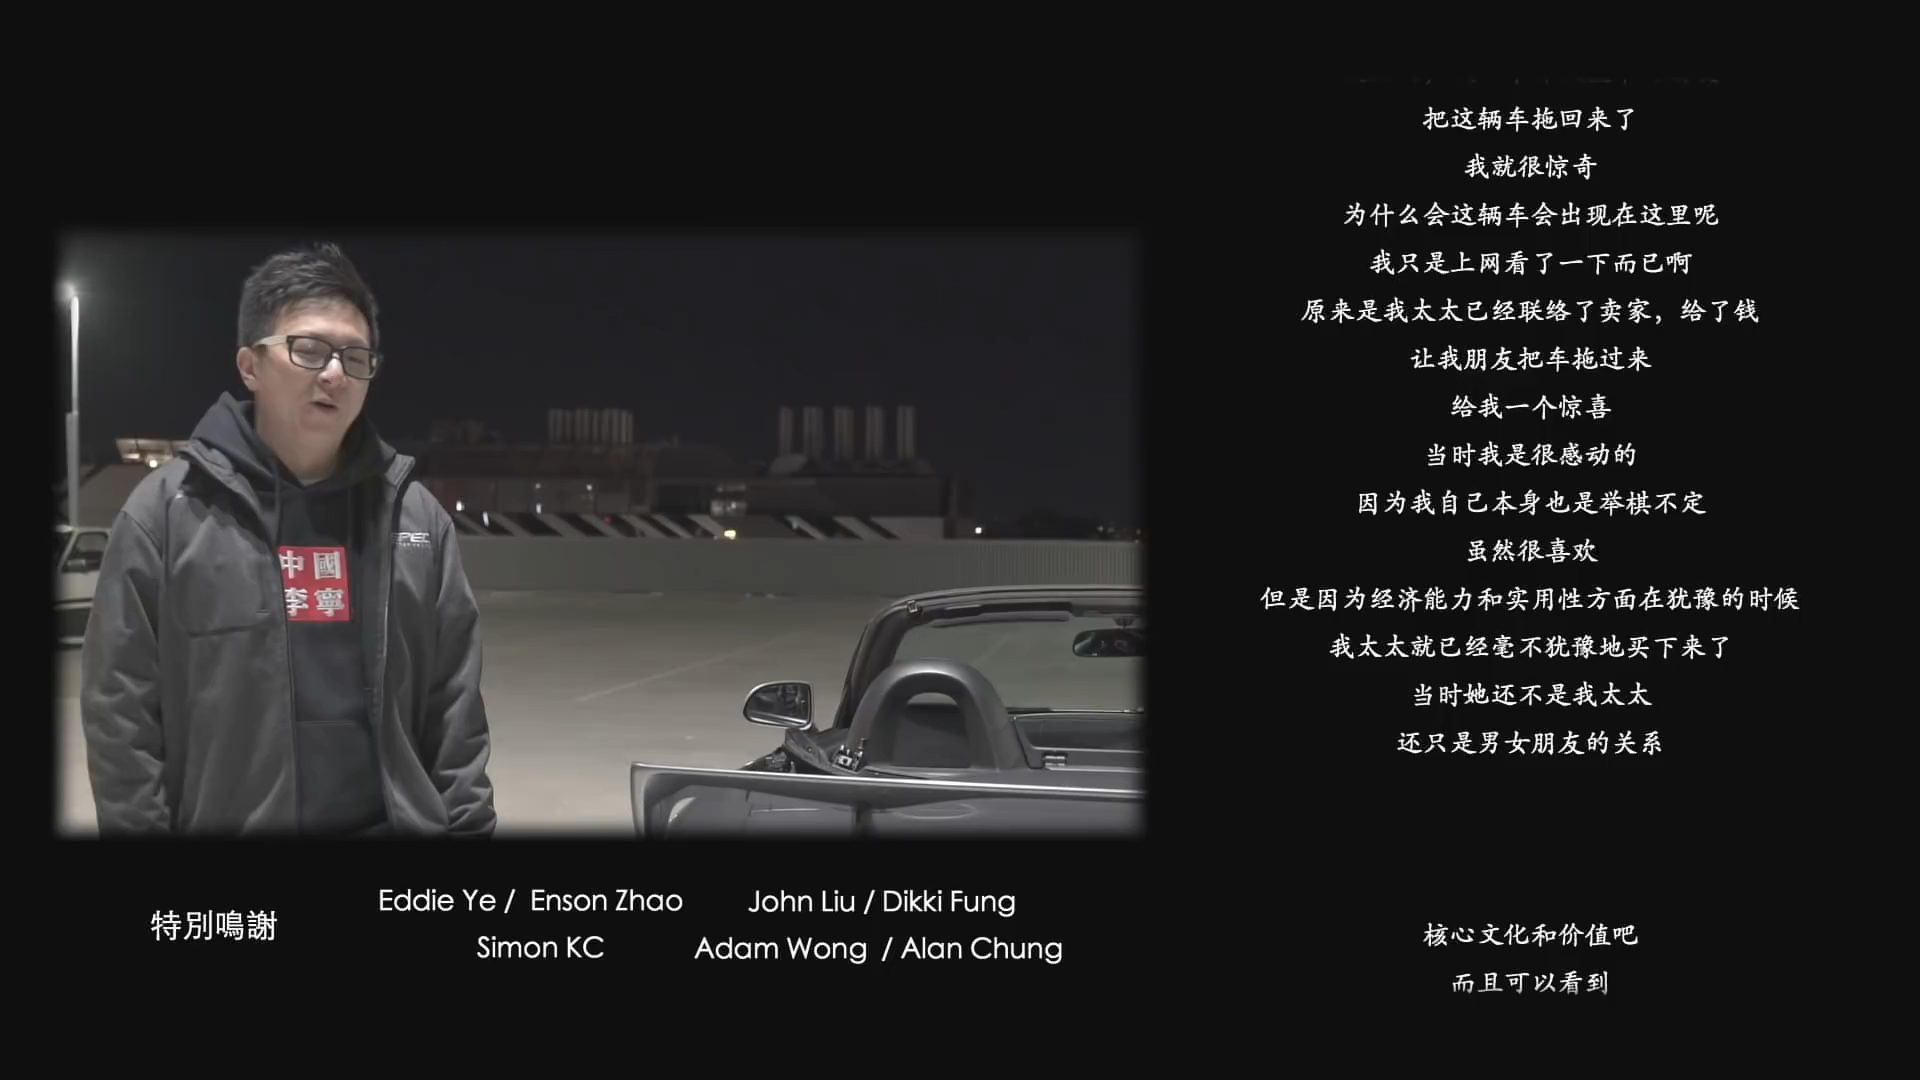 把这辆车拖回来了
我就很惊奇
为什么会这辆车会出现在这里呢
我只是上网看了一下而已啊
原来是我太太已经联络了卖家，给了钱
让我朋友把车拖过来
给我一个惊喜
当时我是很感动的
因为我自己本身也是举棋不定
虽然很喜欢
但是因为经济能力和实用性方面在犹豫的时候
我太太就已经毫不犹豫地买下来了
当时她还不是我太太
还只是男女朋友的关系
核心文化和价值吧
而且可以看到
中國
李寧
特別鳴謝
Eddie Ye / Enson Zhao
Simon KC
John Liu / Dikki Fung
Adam Wong / Alan Chung